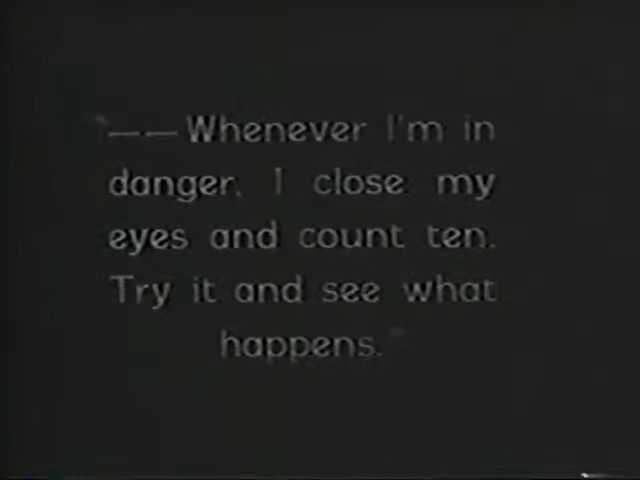 "——Whenever I'm in
danger, I close my
eyes and count ten.
Try it and see what
happens."